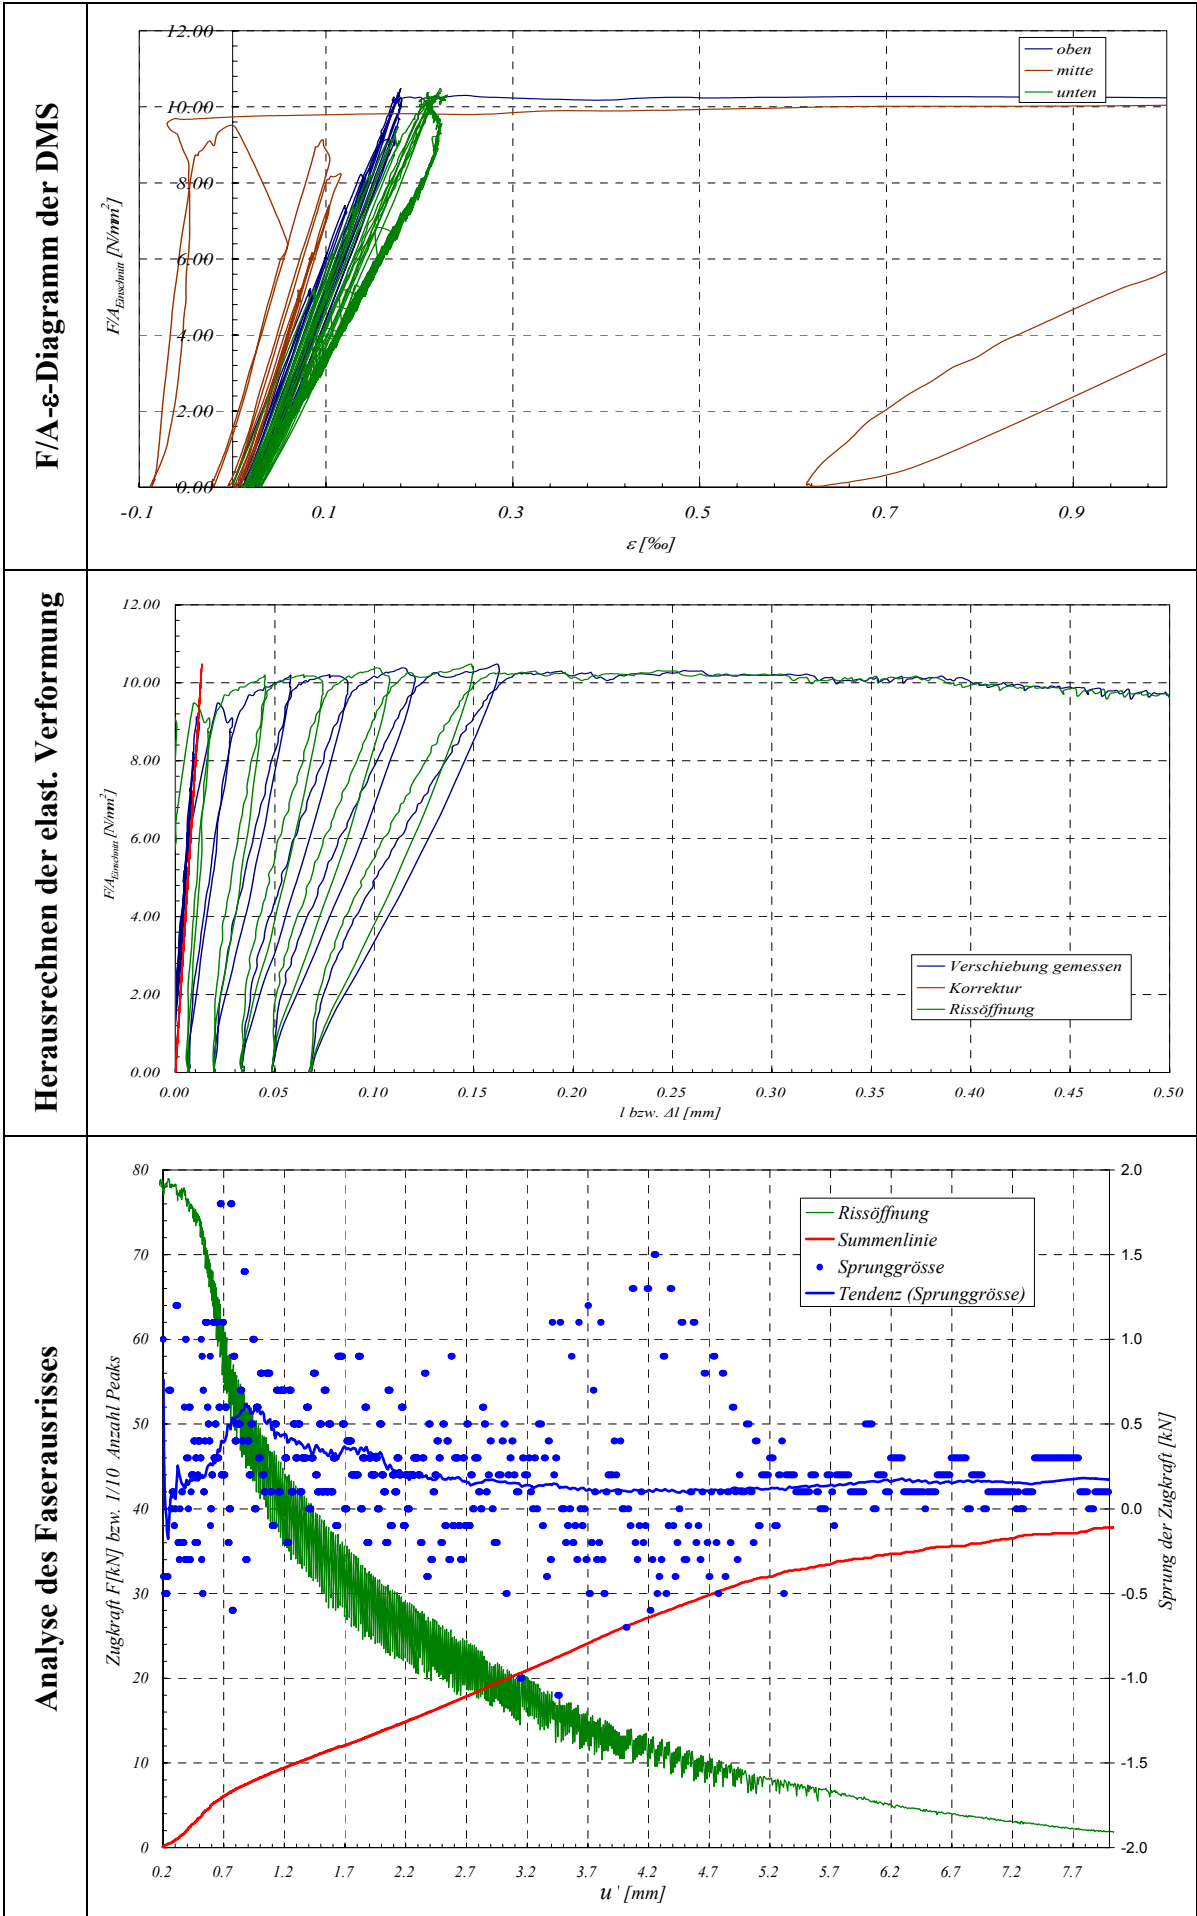 F/A-ε-Diagramm der DMS
F/A_Einschnitt [N/mm²]
12.00
10.00
8.00
6.00
4.00
2.00
0.00
-0.1 0.1 0.3 0.5 0.7 0.9
ε [‰]
oben
mitte
unten
Herausrechnen der elast. Verformung
F/A_Einschnitt [N/mm²]
12.00
10.00
8.00
6.00
4.00
2.00
0.00
0.00 0.05 0.10 0.15 0.20 0.25 0.30 0.35 0.40 0.45 0.50
l bzw. Δl [mm]
Verschiebung gemessen
Korrektur
Rissöffnung
Analyse des Faserausrisses
Zugkraft F [kN] bzw. 1/10 Anzahl Peaks
80
70
60
50
40
30
20
10
0
0.2 0.7 1.2 1.7 2.2 2.7 3.2 3.7 4.2 4.7 5.2 5.7 6.2 6.7 7.2 7.7
u' [mm]
Rissöffnung
Summenlinie
Sprunggrösse
Tendenz (Sprunggrösse)
2.0
1.5
1.0
0.5
0.0
-0.5
-1.0
-1.5
-2.0
Sprung der Zugkraft [kN]